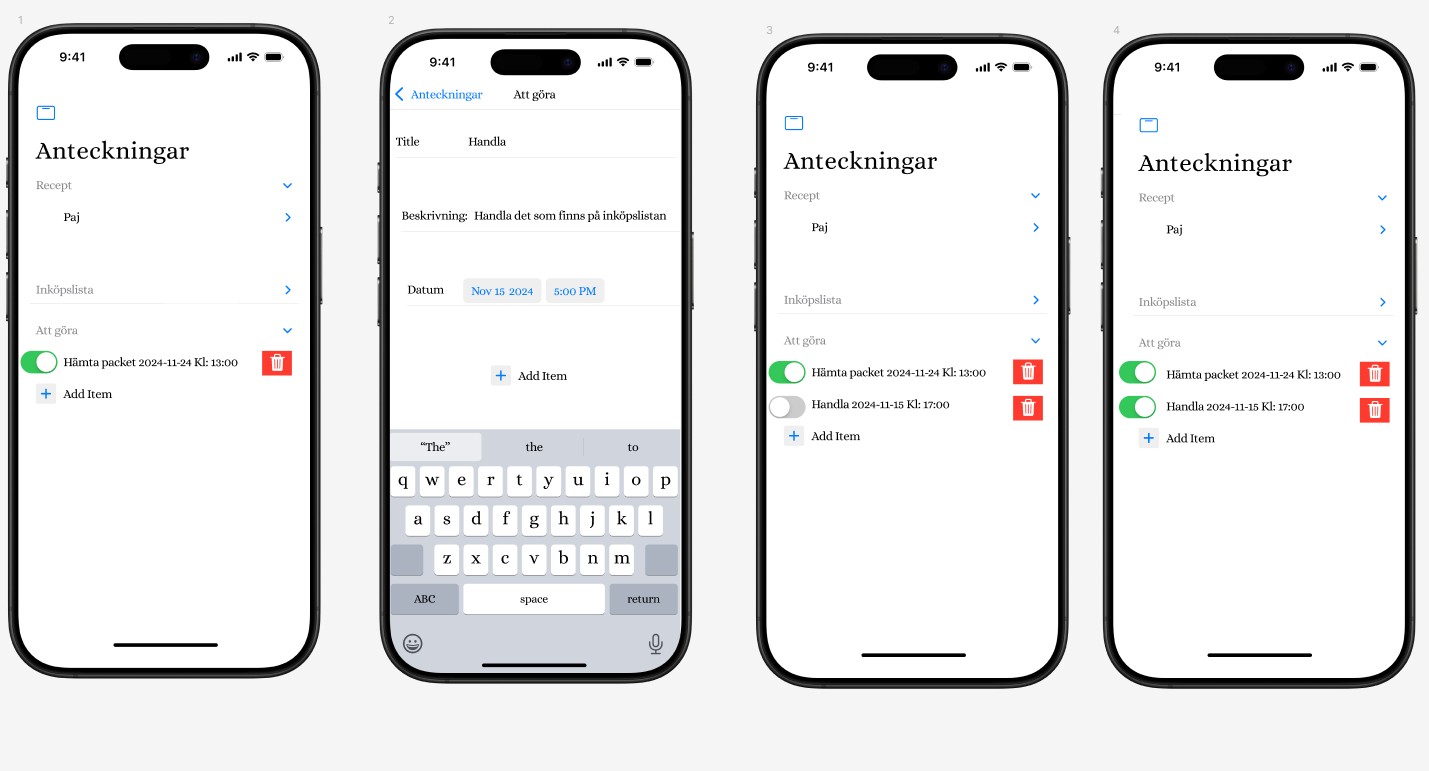 1
9:41
Anteckningar
Recept
Paj
Inköpslista
Att göra
Hämta packet 2024-11-24 Kl: 13:00
Add Item
2
9:41
Anteckningar Att göra
Title Handla
Beskrivning: Handla det som finns på inköpslistan
Datum Nov 15 2024 5:00 PM
Add Item
“The” the to
q w e r t y u i o p
a s d f g h j k l
z x c v b n m
ABC space return
3
9:41
Anteckningar
Recept
Paj
Inköpslista
Att göra
Hämta packet 2024-11-24 Kl: 13:00
Handla 2024-11-15 Kl: 17:00
Add Item
4
9:41
Anteckningar
Recept
Paj
Inköpslista
Att göra
Hämta packet 2024-11-24 Kl: 13:00
Handla 2024-11-15 Kl: 17:00
Add Item